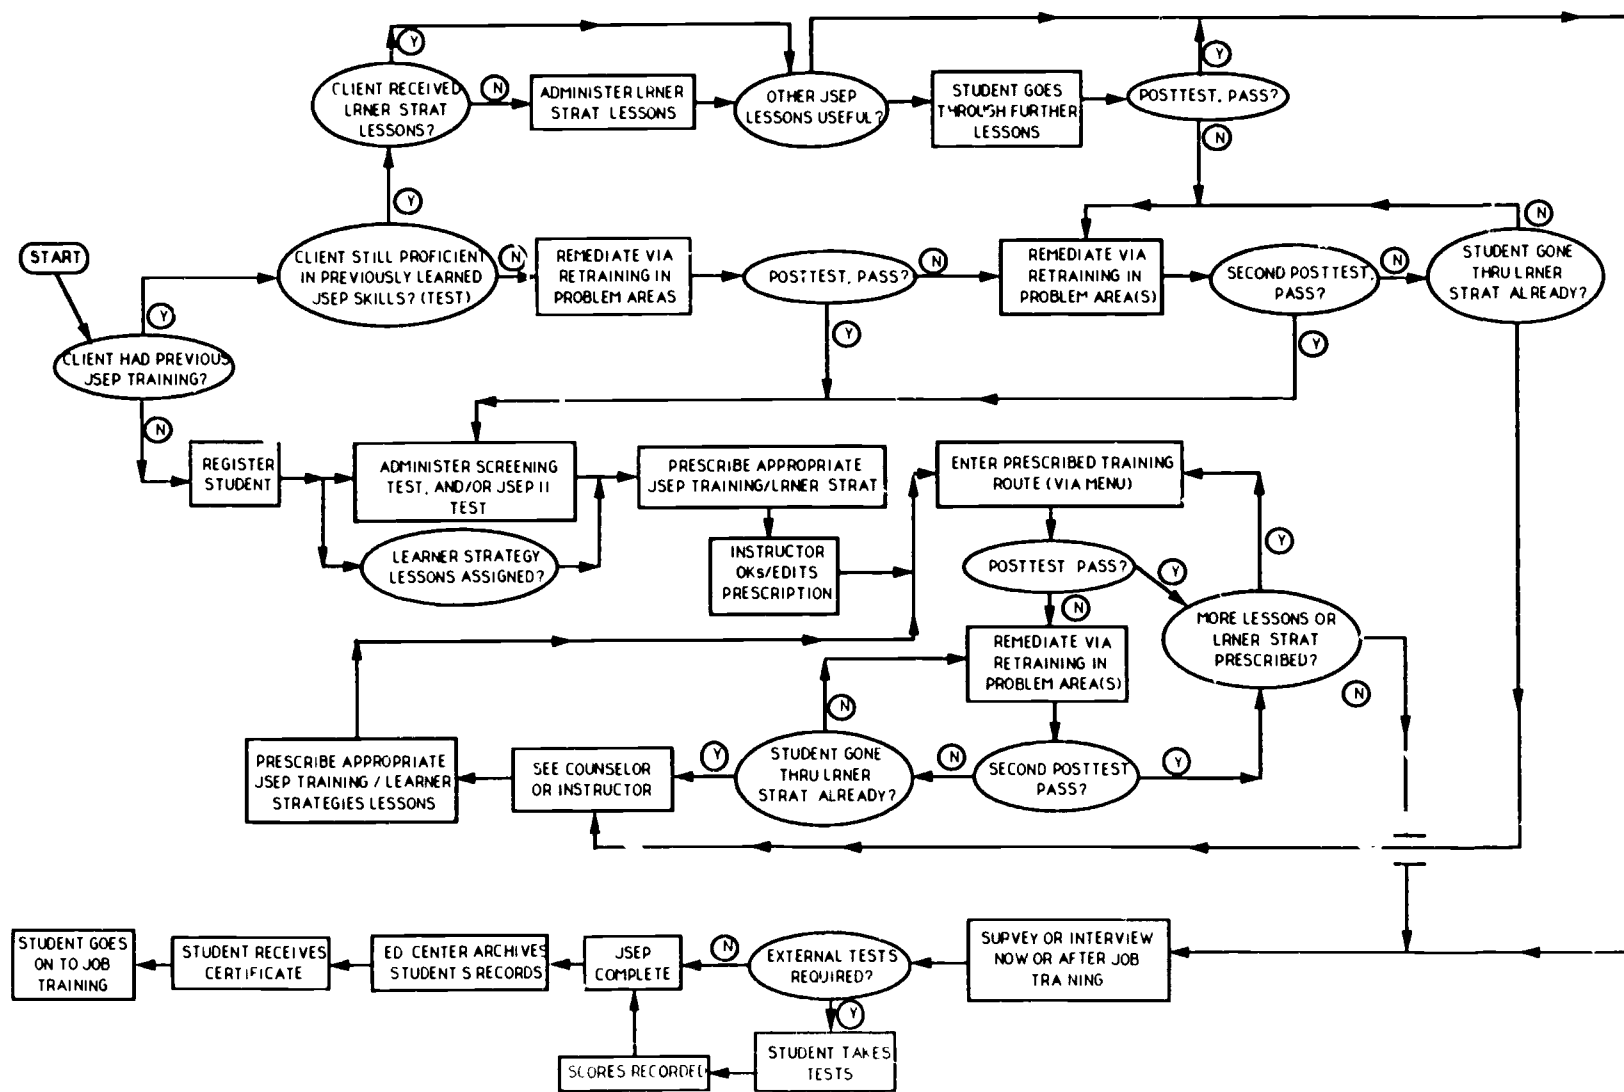 Y
CLIENT RECEIVED
LRNER STRAT
LESSONS?
N
ADMINISTER LRNER
STRAT LESSONS
OTHER JSEP
LESSONS USEFUL?
STUDENT GOES
THROUGH FURTHER
LESSONS
Y
POSTTEST, PASS?
N
Y
START
CLIENT STILL PROFICIENT
IN PREVIOUSLY LEARNED
JSEP SKILLS? (TEST)
N
REMEDIATE VIA
RETRAINING IN
PROBLEM AREAS
POSTTEST, PASS?
N
Y
REMEDIATE VIA
RETRAINING IN
PROBLEM AREA(S)
SECOND POSTTEST,
PASS?
N
Y
N
STUDENT GONE
THRU LRNER
STRAT ALREADY?
Y
CLIENT HAD PREVIOUS
JSEP TRAINING?
N
REGISTER
STUDENT
ADMINISTER SCREENING
TEST, AND/OR JSEP II
TEST
LEARNER STRATEGY
LESSONS ASSIGNED?
PRESCRIBE APPROPRIATE
JSEP TRAINING/LRNER STRAT
INSTRUCTOR
OKs/EDITS
PRESCRIPTION
ENTER PRESCRIBED TRAINING
ROUTE (VIA MENU)
POSTTEST PASS?
Y
N
Y
MORE LESSONS OR
LRNER STRAT
PRESCRIBED?
N
REMEDIATE VIA
RETRAINING IN
PROBLEM AREA(S)
N
PRESCRIBE APPROPRIATE
JSEP TRAINING / LEARNER
STRATEGIES LESSONS
SEE COUNSELOR
OR INSTRUCTOR
Y
STUDENT GONE
THRU LRNER
STRAT ALREADY?
N
SECOND POSTTEST
PASS?
Y
STUDENT GOES
ON TO JOB
TRAINING
STUDENT RECEIVES
CERTIFICATE
ED CENTER ARCHIVES
STUDENT S RECORDS
JSEP
COMPLETE
N
EXTERNAL TESTS
REQUIRED?
Y
SURVEY OR INTERVIEW
NOW OR AFTER JOB
TRAINING
SCORES RECORDED
STUDENT TAKES
TESTS